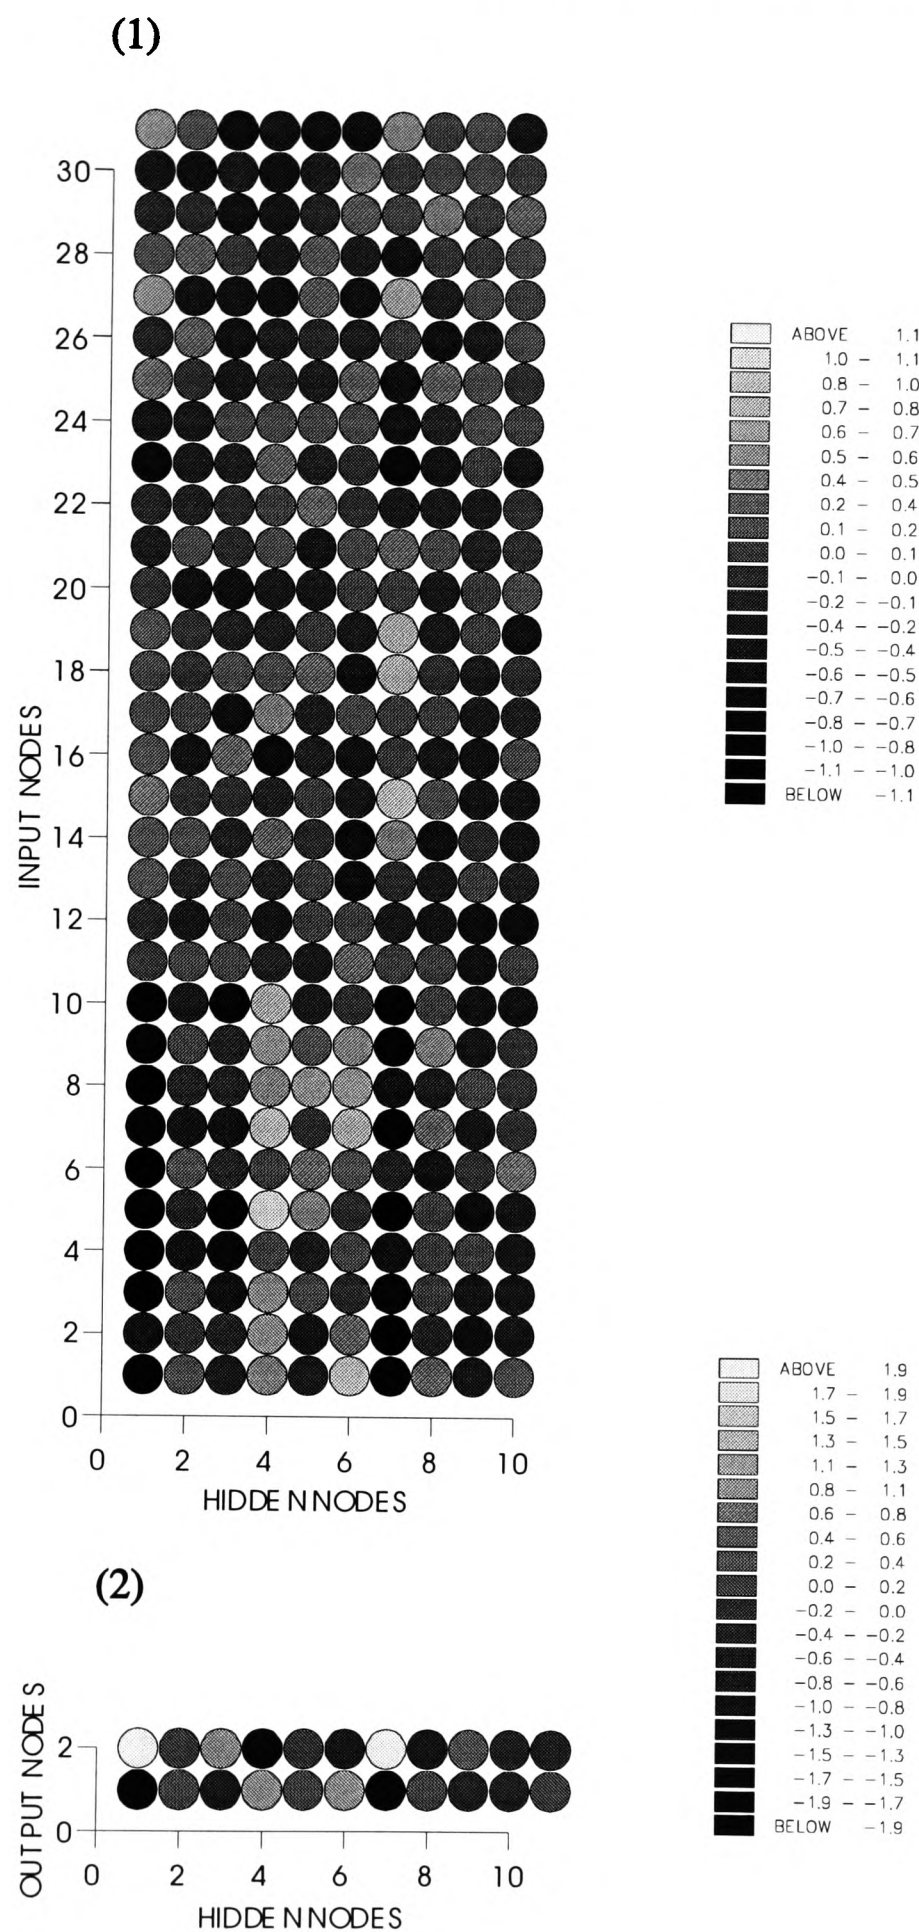 (1)
30
28
26
24
22
20
18
16
14
12
10
8
6
4
2
0
INPUT NODES
0 2 4 6 8 10
HIDDE N NODES
ABOVE 1.1
1.0 – 1.1
0.8 – 1.0
0.7 – 0.8
0.6 – 0.7
0.5 – 0.6
0.4 – 0.5
0.2 – 0.4
0.1 – 0.2
0.0 – 0.1
-0.1 – 0.0
-0.2 – -0.1
-0.4 – -0.2
-0.5 – -0.4
-0.6 – -0.5
-0.7 – -0.6
-0.8 – -0.7
-1.0 – -0.8
-1.1 – -1.0
BELOW -1.1
(2)
2
0
OUTPUT NODES
0 2 4 6 8 10
HIDDE N NODES
ABOVE 1.9
1.7 – 1.9
1.5 – 1.7
1.3 – 1.5
1.1 – 1.3
0.8 – 1.1
0.6 – 0.8
0.4 – 0.6
0.2 – 0.4
0.0 – 0.2
-0.2 – 0.0
-0.4 – -0.2
-0.6 – -0.4
-0.8 – -0.6
-1.0 – -0.8
-1.3 – -1.0
-1.5 – -1.3
-1.7 – -1.5
-1.9 – -1.7
BELOW -1.9